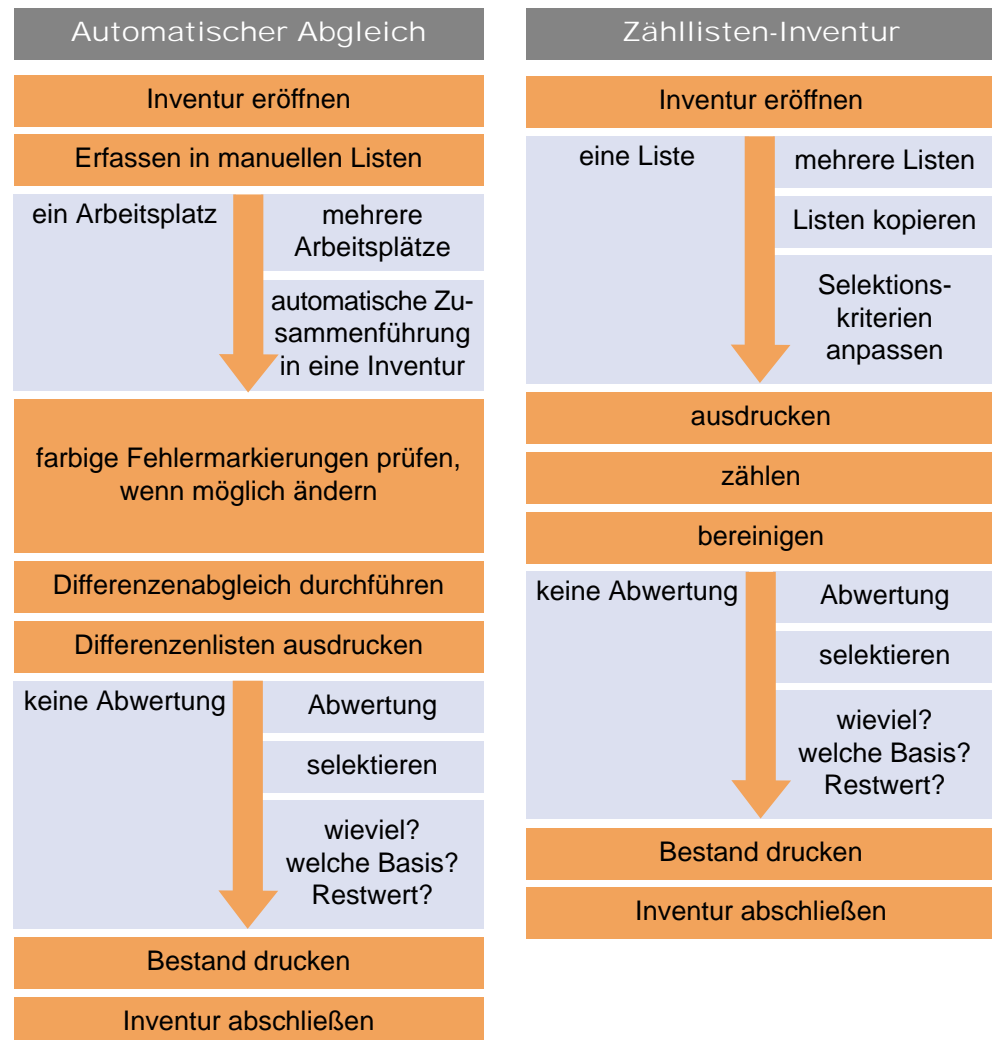 Automatischer Abgleich
Inventur eröffnen
Erfassen in manuellen Listen
ein Arbeitsplatz
mehrere
Arbeitsplätze
automatische Zu-
sammenführung
in eine Inventur
farbige Fehlermarkierungen prüfen,
wenn möglich ändern
Differenzenabgleich durchführen
Differenzenlisten ausdrucken
keine Abwertung
Abwertung
selektieren
wieviel?
welche Basis?
Restwert?
Bestand drucken
Inventur abschließen
Zähllisten-Inventur
Inventur eröffnen
eine Liste
mehrere Listen
Listen kopieren
Selektions-
kriterien
anpassen
ausdrucken
zählen
bereinigen
keine Abwertung
Abwertung
selektieren
wieviel?
welche Basis?
Restwert?
Bestand drucken
Inventur abschließen